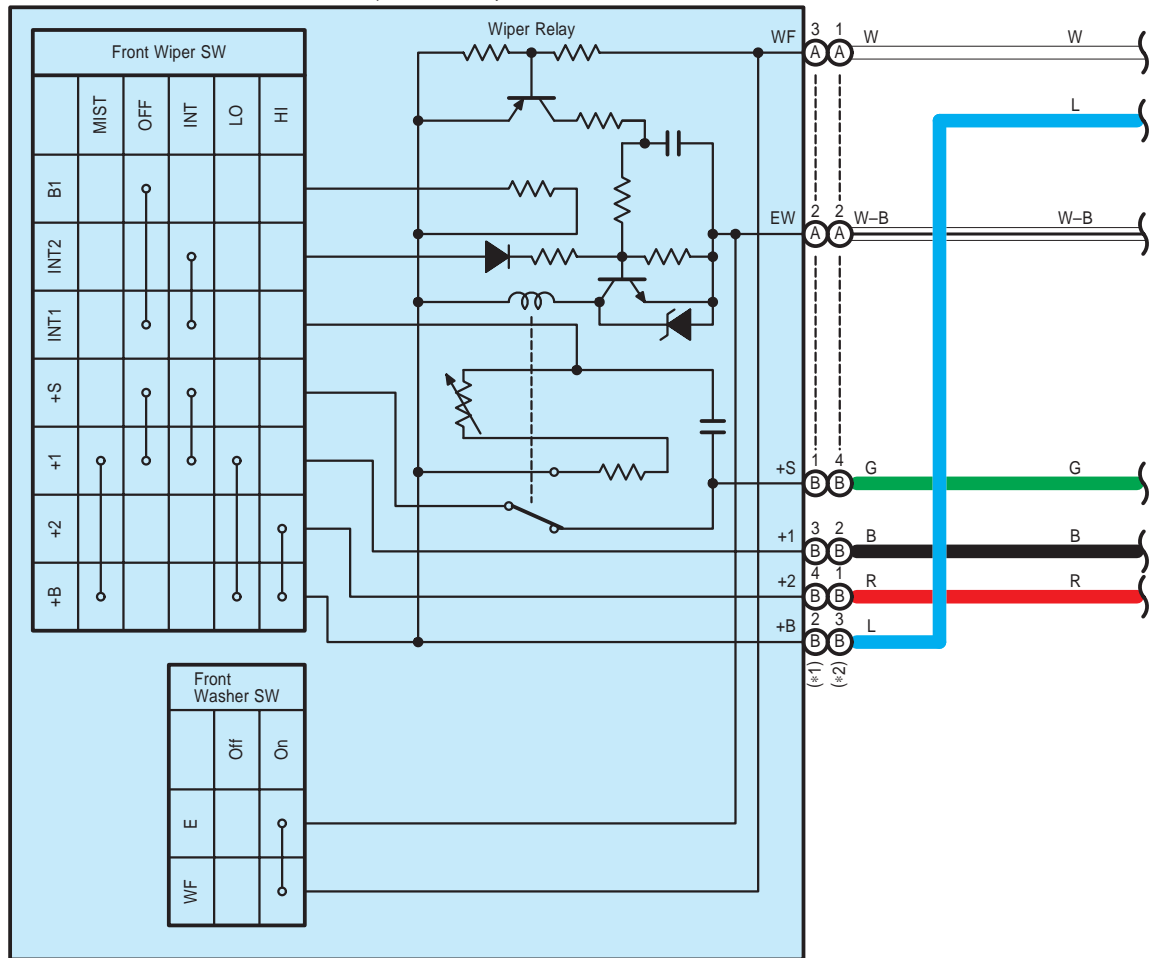 Wiper Relay
Front Wiper SW
MIST
OFF
INT
LO
HI
B1
INT2
INT1
+S
+1
+2
+B
WF
3
1
A
A
W
W
L
EW
2
2
A
A
W–B
W–B
+S
1
4
B
B
G
G
+1
3
2
B
B
B
B
+2
4
1
B
B
R
R
+B
2
3
B
B
L
(*1)
(*2)
Front
Washer SW
Off
On
E
WF